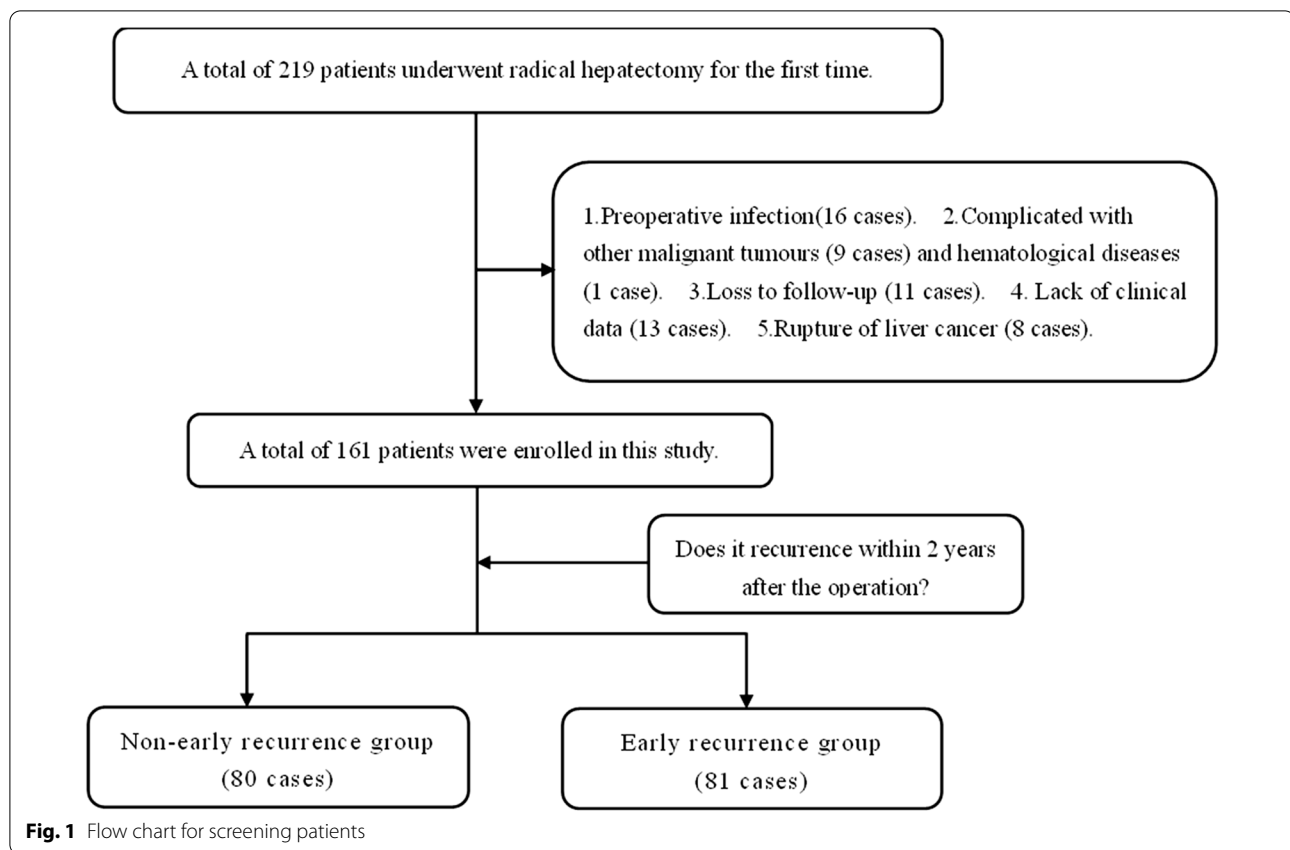 A total of 219 patients underwent radical hepatectomy for the first time.
1.Preoperative infection(16 cases). 2.Complicated with
other malignant tumours (9 cases) and hematological diseases
(1 case). 3.Loss to follow-up (11 cases). 4. Lack of clinical
data (13 cases). 5.Rupture of liver cancer (8 cases).
A total of 161 patients were enrolled in this study.
Does it recurrence within 2 years
after the operation?
Non-early recurrence group
(80 cases)
Early recurrence group
(81 cases)
Fig. 1 Flow chart for screening patients